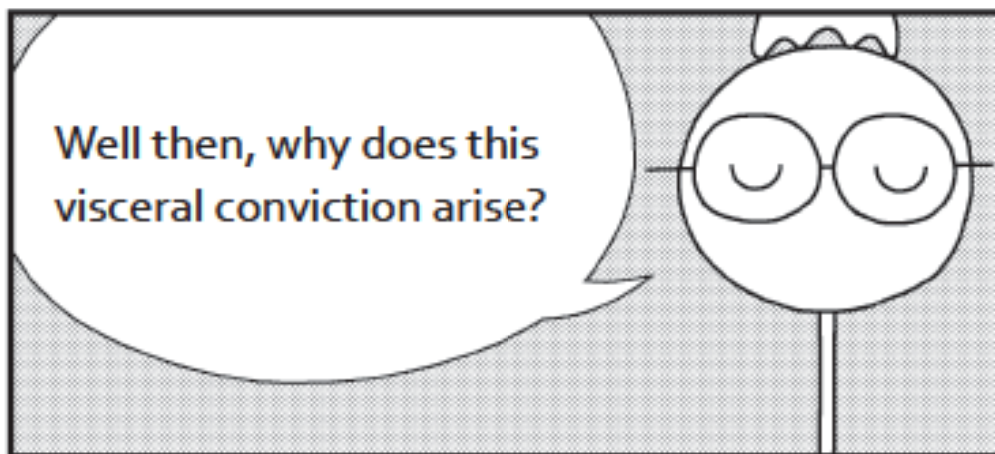 Well then, why does this
visceral conviction arise?